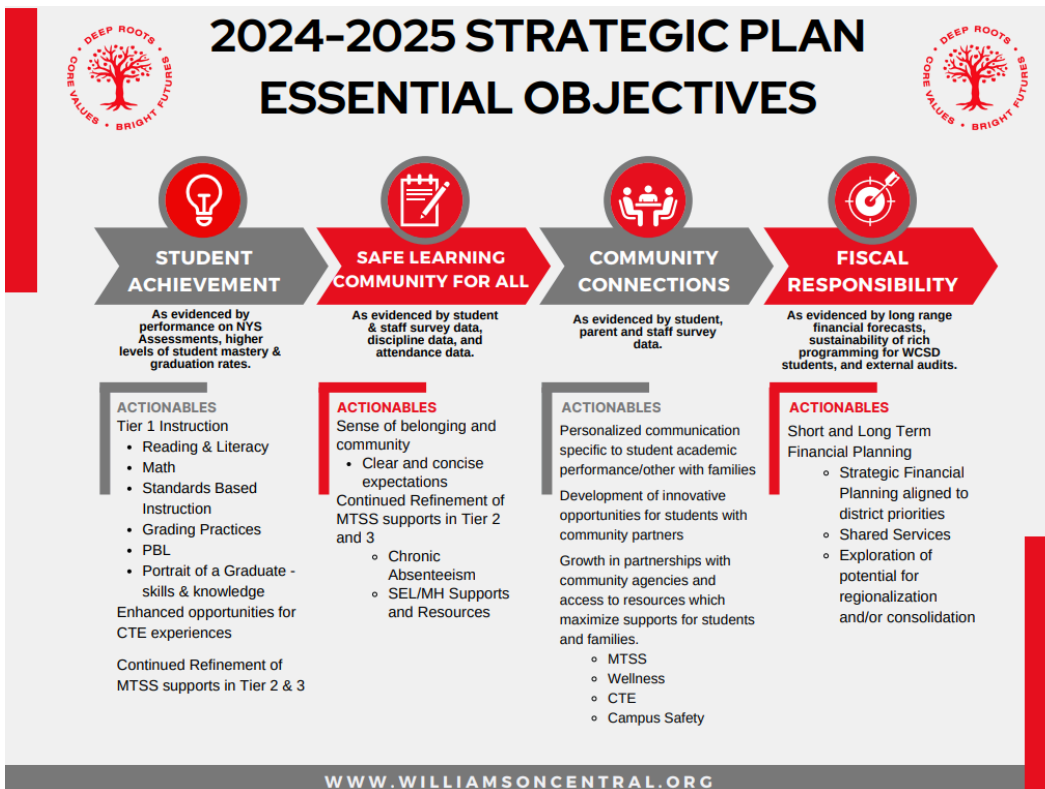 2024-2025 STRATEGIC PLAN
ESSENTIAL OBJECTIVES
DEEP ROOTS • BRIGHT FUTURES • CORE VALUES •
DEEP ROOTS • BRIGHT FUTURES • CORE VALUES •
STUDENT
ACHIEVEMENT
As evidenced by
performance on NYS
Assessments, higher
levels of student mastery &
graduation rates.
ACTIONABLES
Tier 1 Instruction
• Reading & Literacy
• Math
• Standards Based
Instruction
• Grading Practices
• PBL
• Portrait of a Graduate -
skills & knowledge
Enhanced opportunities for
CTE experiences
Continued Refinement of
MTSS supports in Tier 2 & 3
SAFE LEARNING
COMMUNITY FOR ALL
As evidenced by student
& staff survey data,
discipline data, and
attendance data.
ACTIONABLES
Sense of belonging and
community
• Clear and concise
expectations
Continued Refinement of
MTSS supports in Tier 2
and 3
◦ Chronic
Absenteeism
◦ SEL/MH Supports
and Resources
COMMUNITY
CONNECTIONS
As evidenced by student,
parent and staff survey
data.
ACTIONABLES
Personalized communication
specific to student academic
performance/other with families
Development of innovative
opportunities for students with
community partners
Growth in partnerships with
community agencies and
access to resources which
maximize supports for students
and families.
◦ MTSS
◦ Wellness
◦ CTE
◦ Campus Safety
FISCAL
RESPONSIBILITY
As evidenced by long range
financial forecasts,
sustainability of rich
programming for WCSD
students, and external audits.
ACTIONABLES
Short and Long Term
Financial Planning
◦ Strategic Financial
Planning aligned to
district priorities
◦ Shared Services
◦ Exploration of
potential for
regionalization
and/or consolidation
WWW.WILLIAMSONCENTRAL.ORG